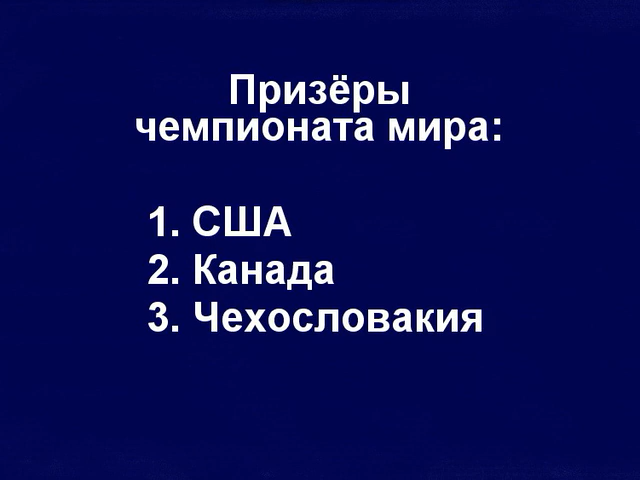 Призёры
чемпионата мира:
1. США
2. Канада
3. Чехословакия